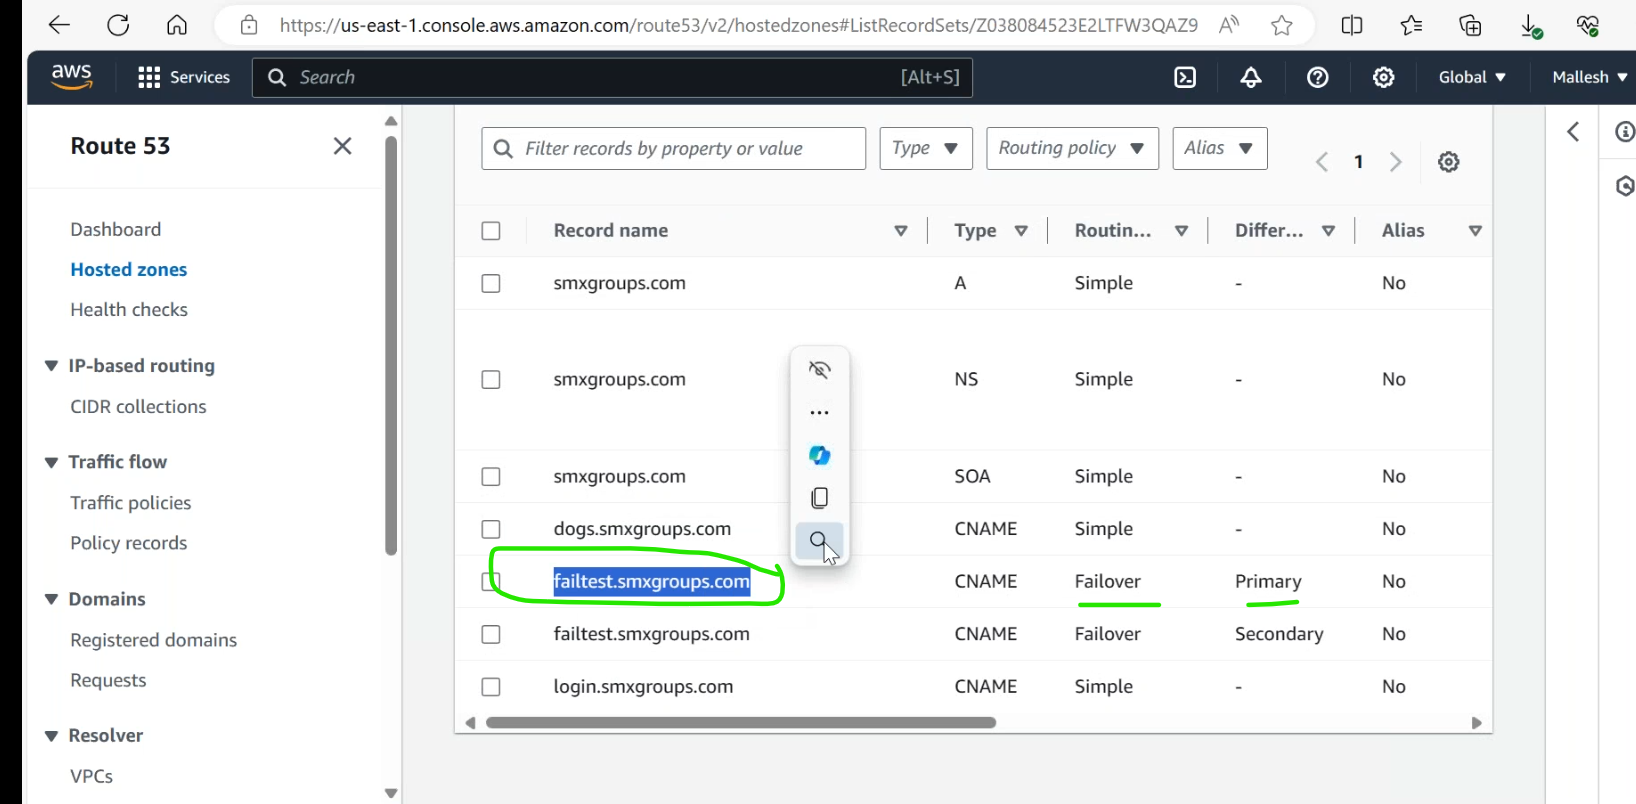 https://us-east-1.console.aws.amazon.com/route53/v2/hostedzones#ListRecordSets/Z038084523E2LTFW3QAZ9
aws
Services
Search
[Alt+S]
Global
Mallesh
Route 53
Dashboard
Hosted zones
Health checks
IP-based routing
CIDR collections
Traffic flow
Traffic policies
Policy records
Domains
Registered domains
Requests
Resolver
VPCs
Filter records by property or value
Type
Routing policy
Alias
1
Record name Type Routin... Differ... Alias
smxgroups.com A Simple - No
smxgroups.com NS Simple - No
smxgroups.com SOA Simple - No
dogs.smxgroups.com CNAME Simple - No
failtest.smxgroups.com CNAME Failover Primary No
failtest.smxgroups.com CNAME Failover Secondary No
login.smxgroups.com CNAME Simple - No